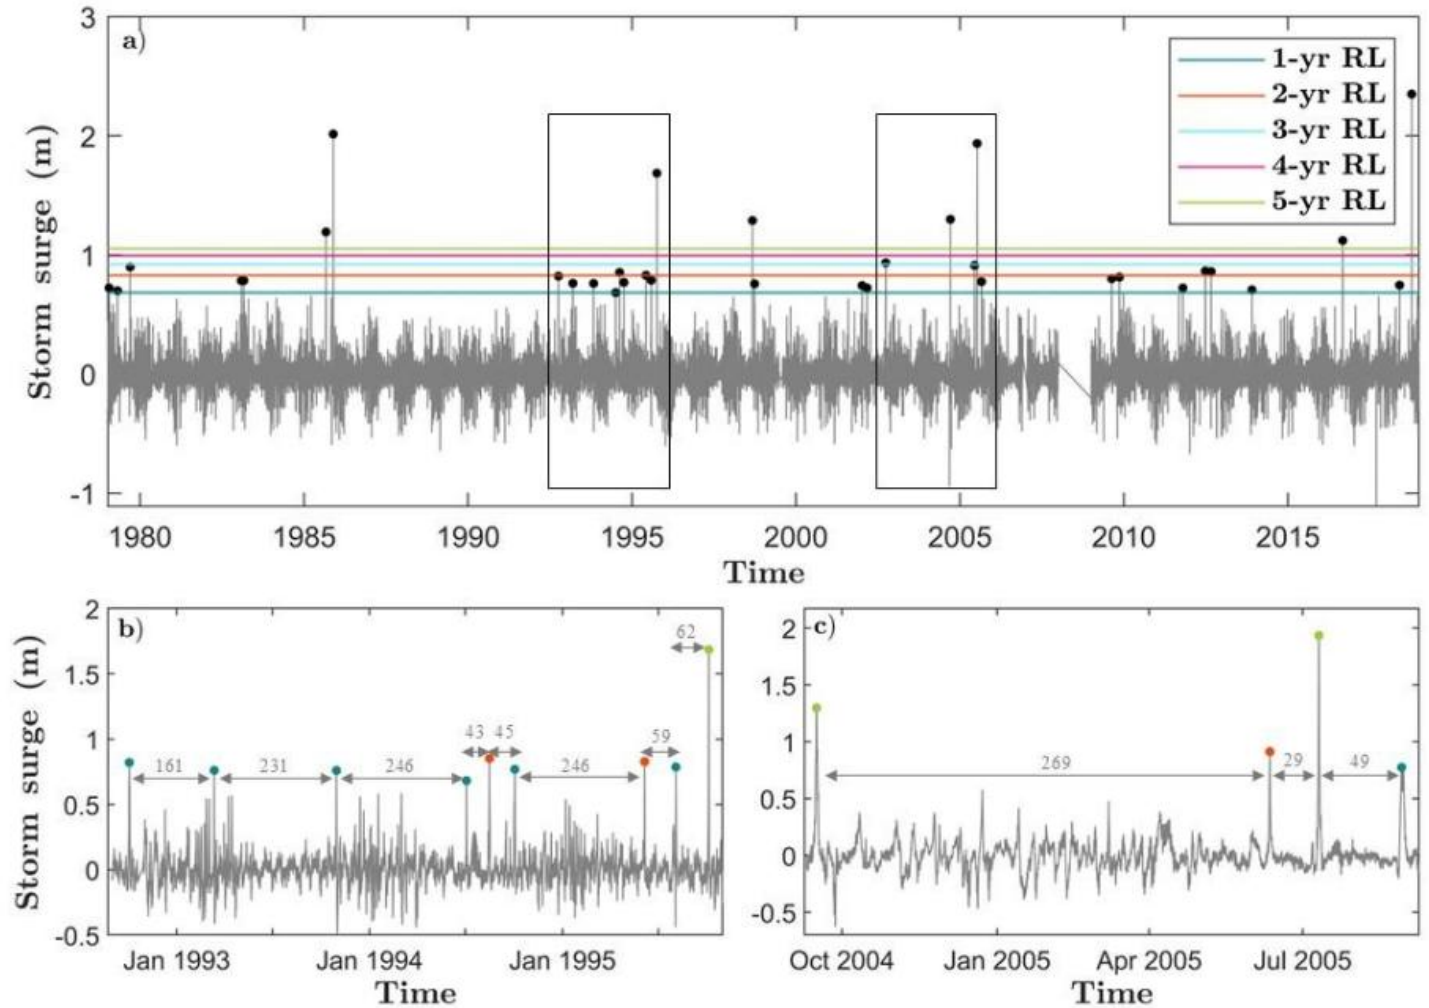 a)
3
2
1
0
-1
Storm surge (m)
1-yr RL
2-yr RL
3-yr RL
4-yr RL
5-yr RL
1980 1985 1990 1995 2000 2005 2010 2015
Time
b)
2
1.5
1
0.5
0
-0.5
Storm surge (m)
161 231 246 43 45 246 59 62
Jan 1993 Jan 1994 Jan 1995
Time
c)
2
1.5
1
0.5
0
-0.5
269 29 49
Oct 2004 Jan 2005 Apr 2005 Jul 2005
Time